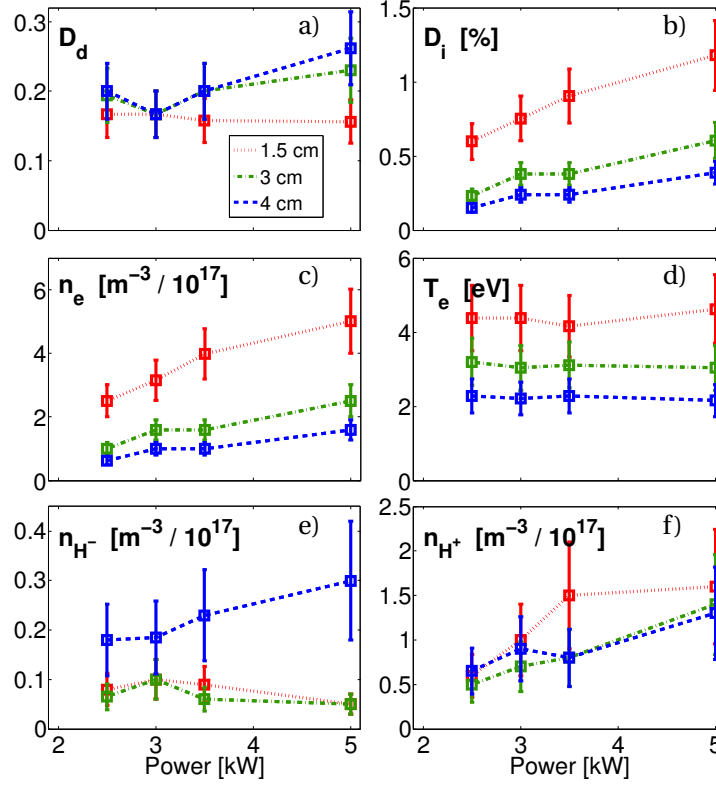 0.3
D_d
a)
0.2
0.1
0
1.5 cm
3 cm
4 cm
1.5
D_i [%]
b)
1
0.5
0
6
n_e [m^−3 / 10^17]
c)
4
2
0
6
T_e [eV]
d)
4
2
0
0.4
n_H^− [m^−3 / 10^17]
e)
0.3
0.2
0.1
0
2
3
4
5
Power [kW]
2.5
n_H^+ [m^−3 / 10^17]
f)
2
1.5
1
0.5
0
2
3
4
5
Power [kW]